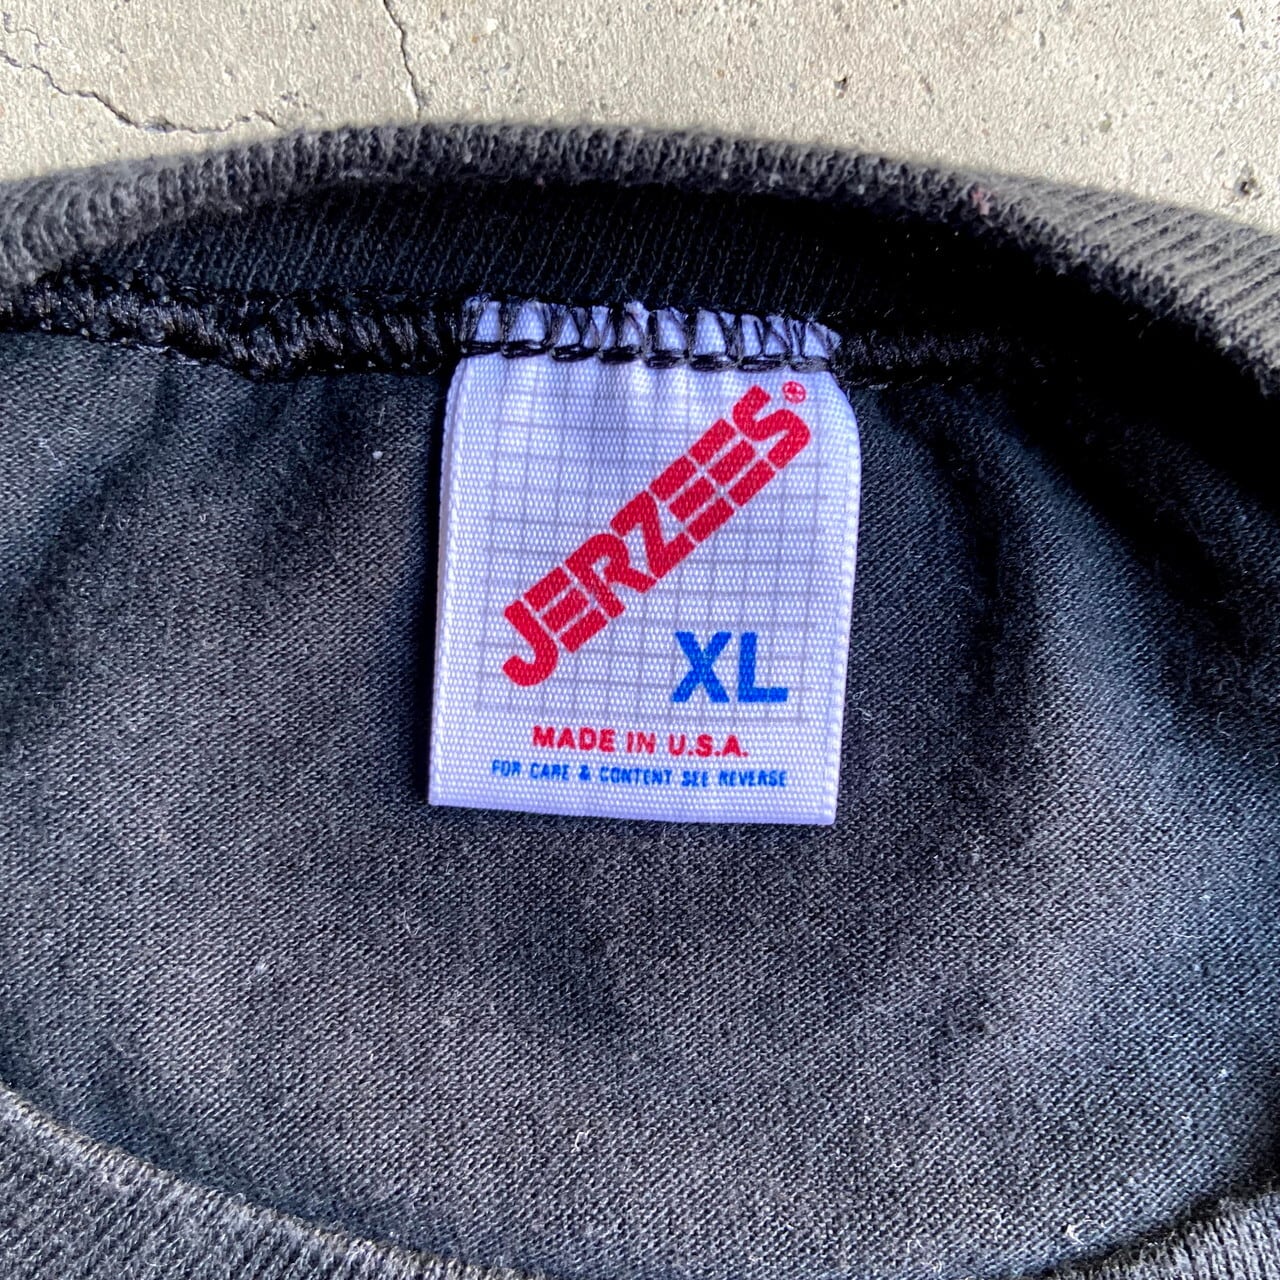 JERZEES®
XL
MADE IN U.S.A.
FOR CARE & CONTENT SEE REVERSE